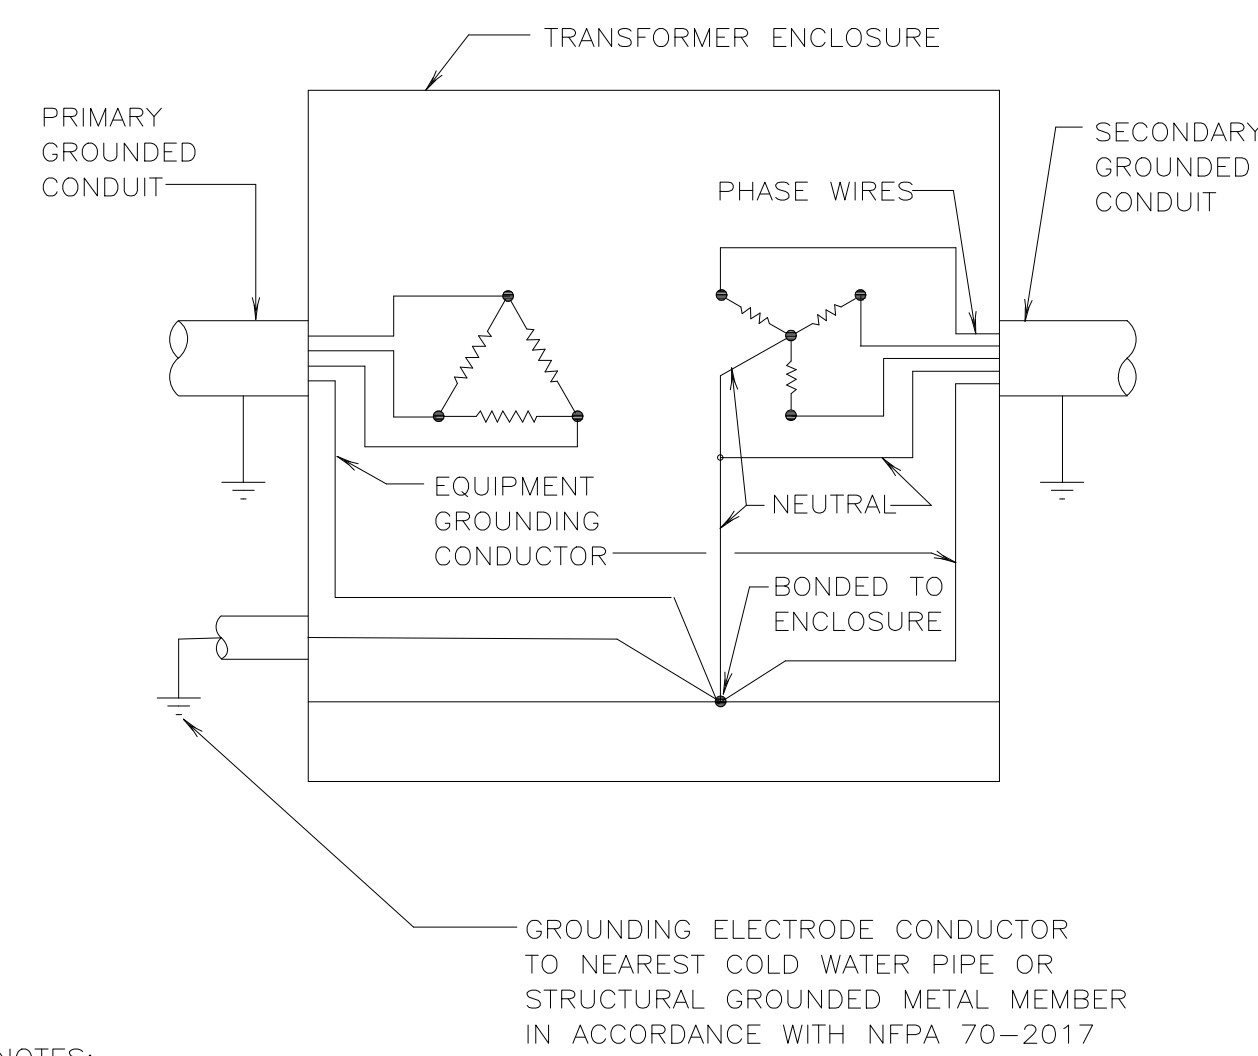 TRANSFORMER ENCLOSURE
PRIMARY
GROUNDED
CONDUIT
SECONDARY
GROUNDED
CONDUIT
PHASE WIRES
EQUIPMENT
GROUNDING
CONDUCTOR
NEUTRAL
BONDED TO
ENCLOSURE
GROUNDING ELECTRODE CONDUCTOR
TO NEAREST COLD WATER PIPE OR
STRUCTURAL GROUNDED METAL MEMBER
IN ACCORDANCE WITH NFPA 70-2017
NOTES: